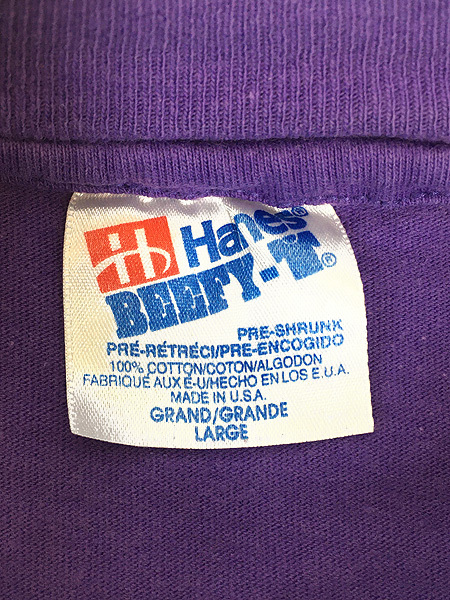 H Hanes®
BEEFY-T®
PRE-SHRUNK
PRÉ-RÉTRÉCI/PRE-ENCOGIDO
100% COTTON/COTON/ALGODON
FABRIQUÉ AUX É-U/HECHO EN LOS E.U.A.
MADE IN U.S.A.
GRAND/GRANDE
LARGE